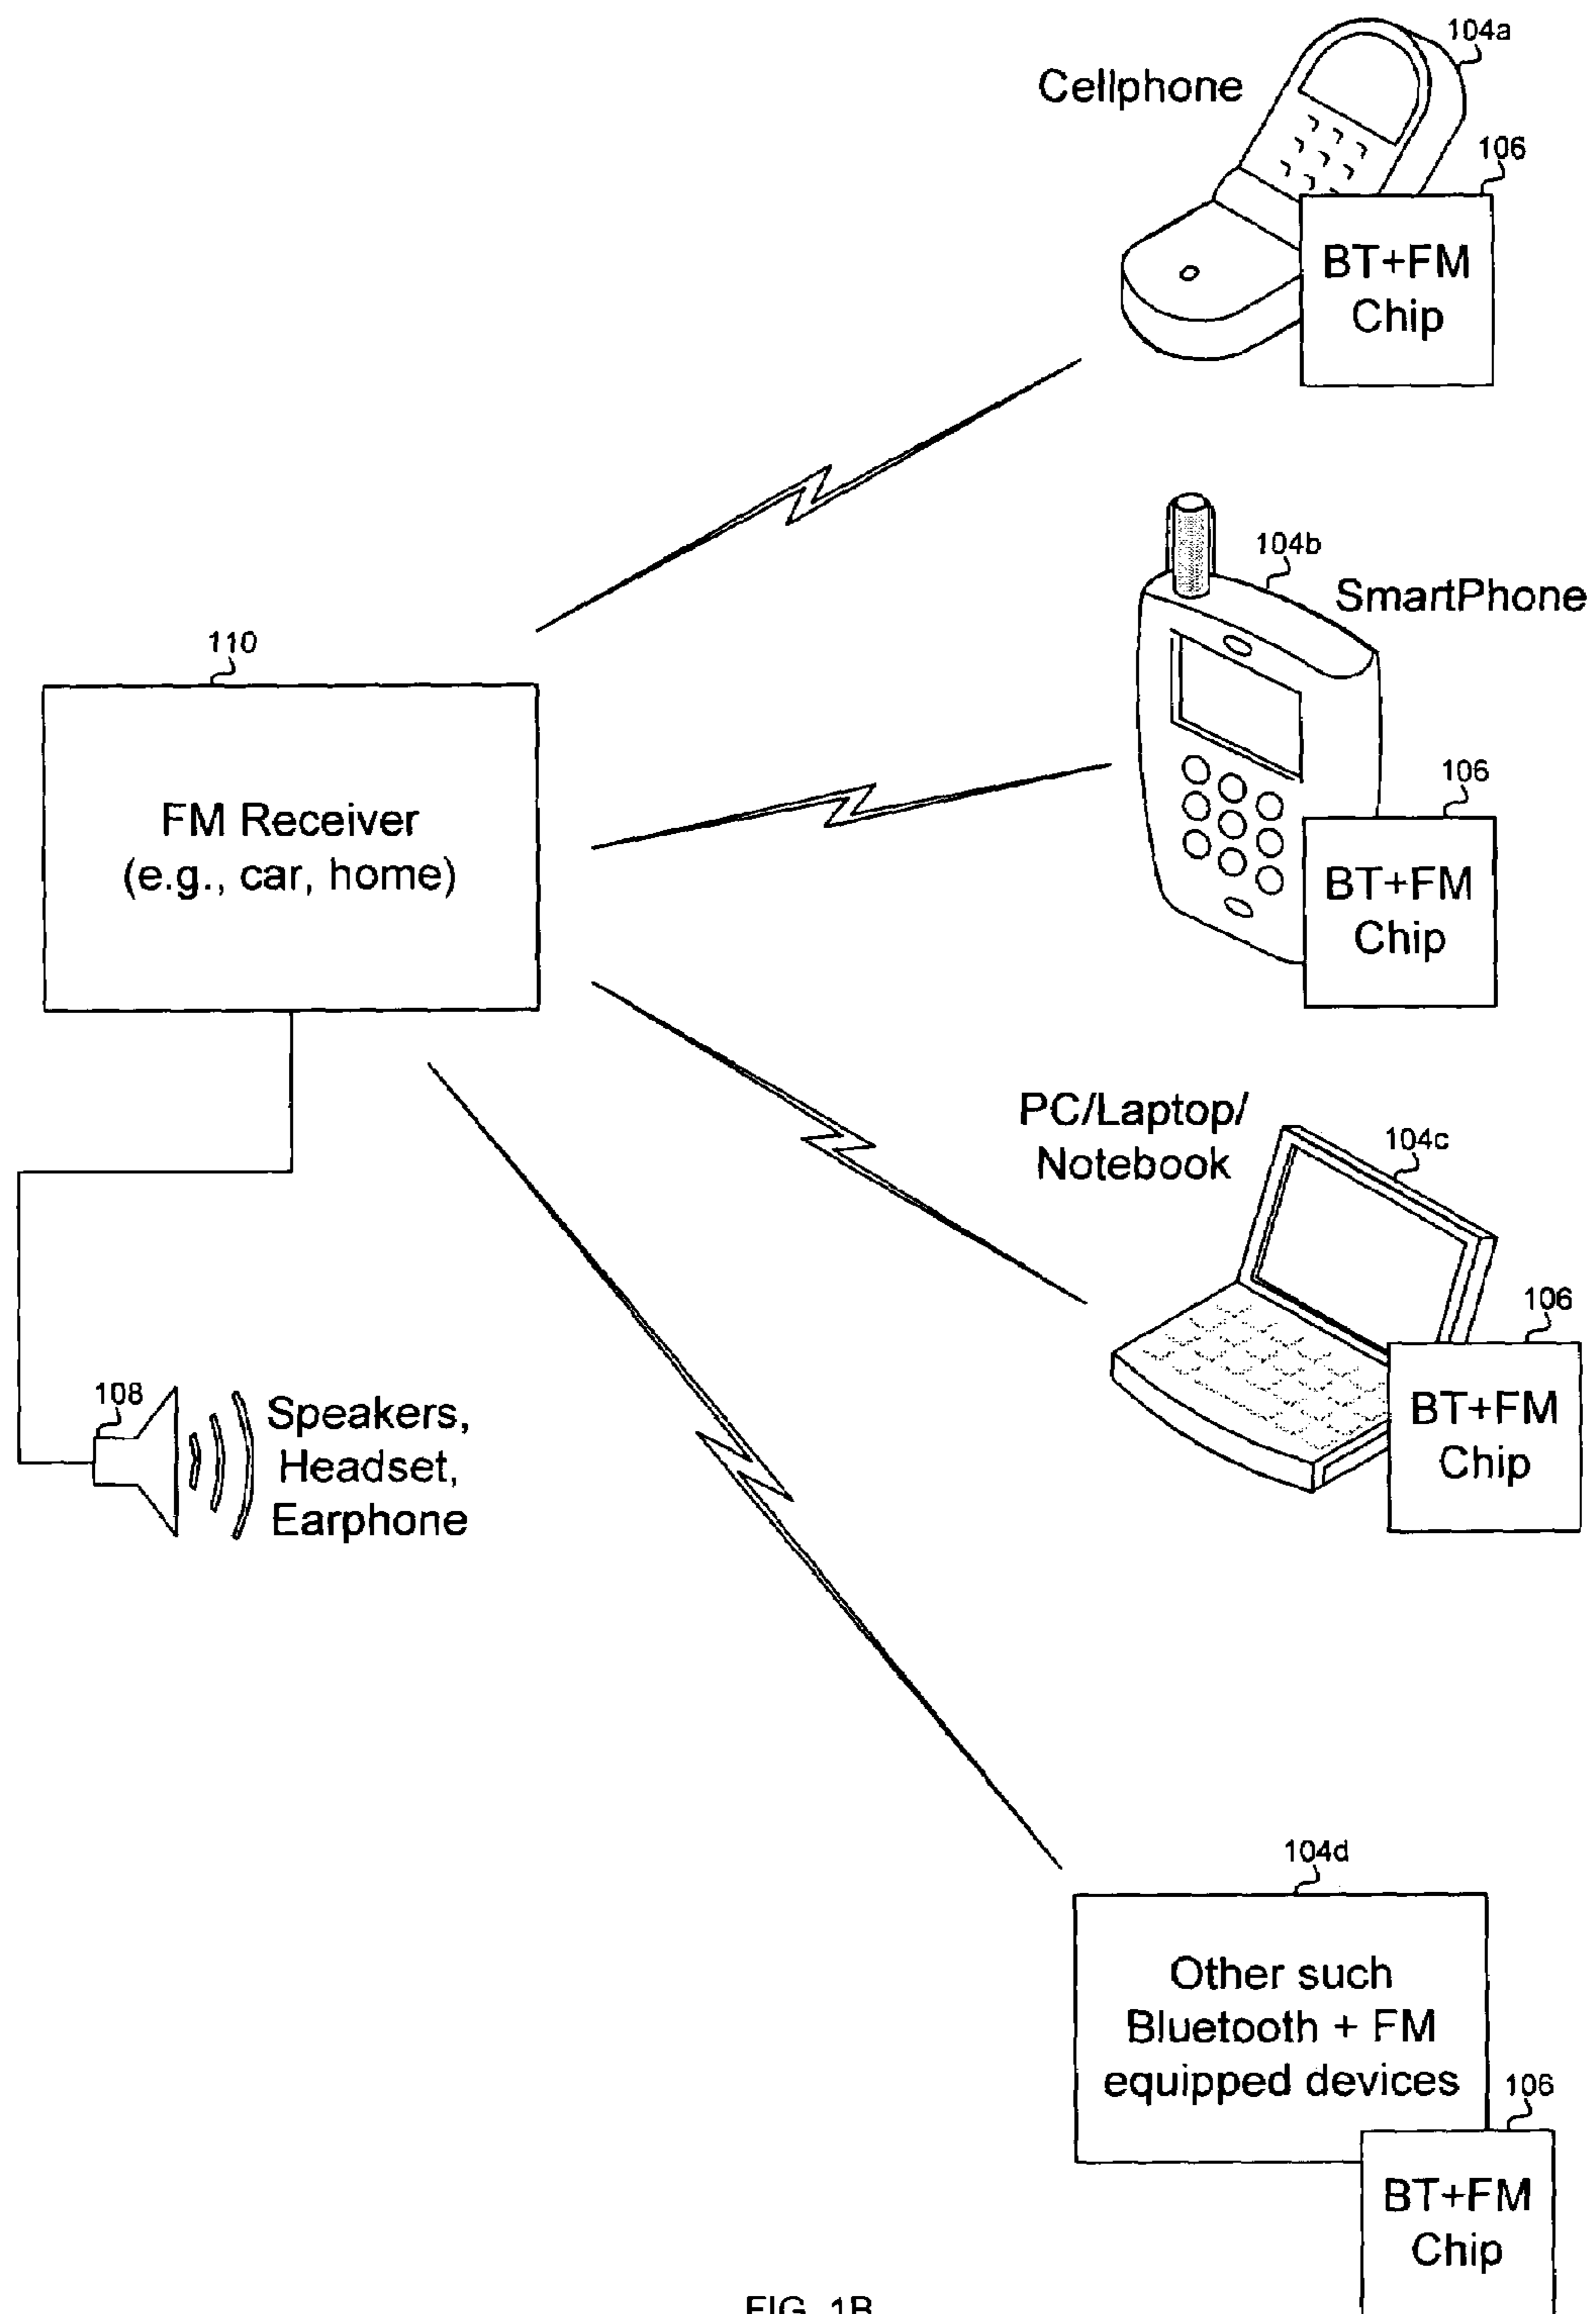 104a
Cellphone
106
BT+FM
Chip
104b
SmartPhone
110
106
FM Receiver
(e.g., car, home)
BT+FM
Chip
PC/Laptop/
Notebook
104c
106
108
Speakers,
Headset,
Earphone
BT+FM
Chip
104d
Other such
Bluetooth + FM
equipped devices
106
BT+FM
Chip
FIG. 1B